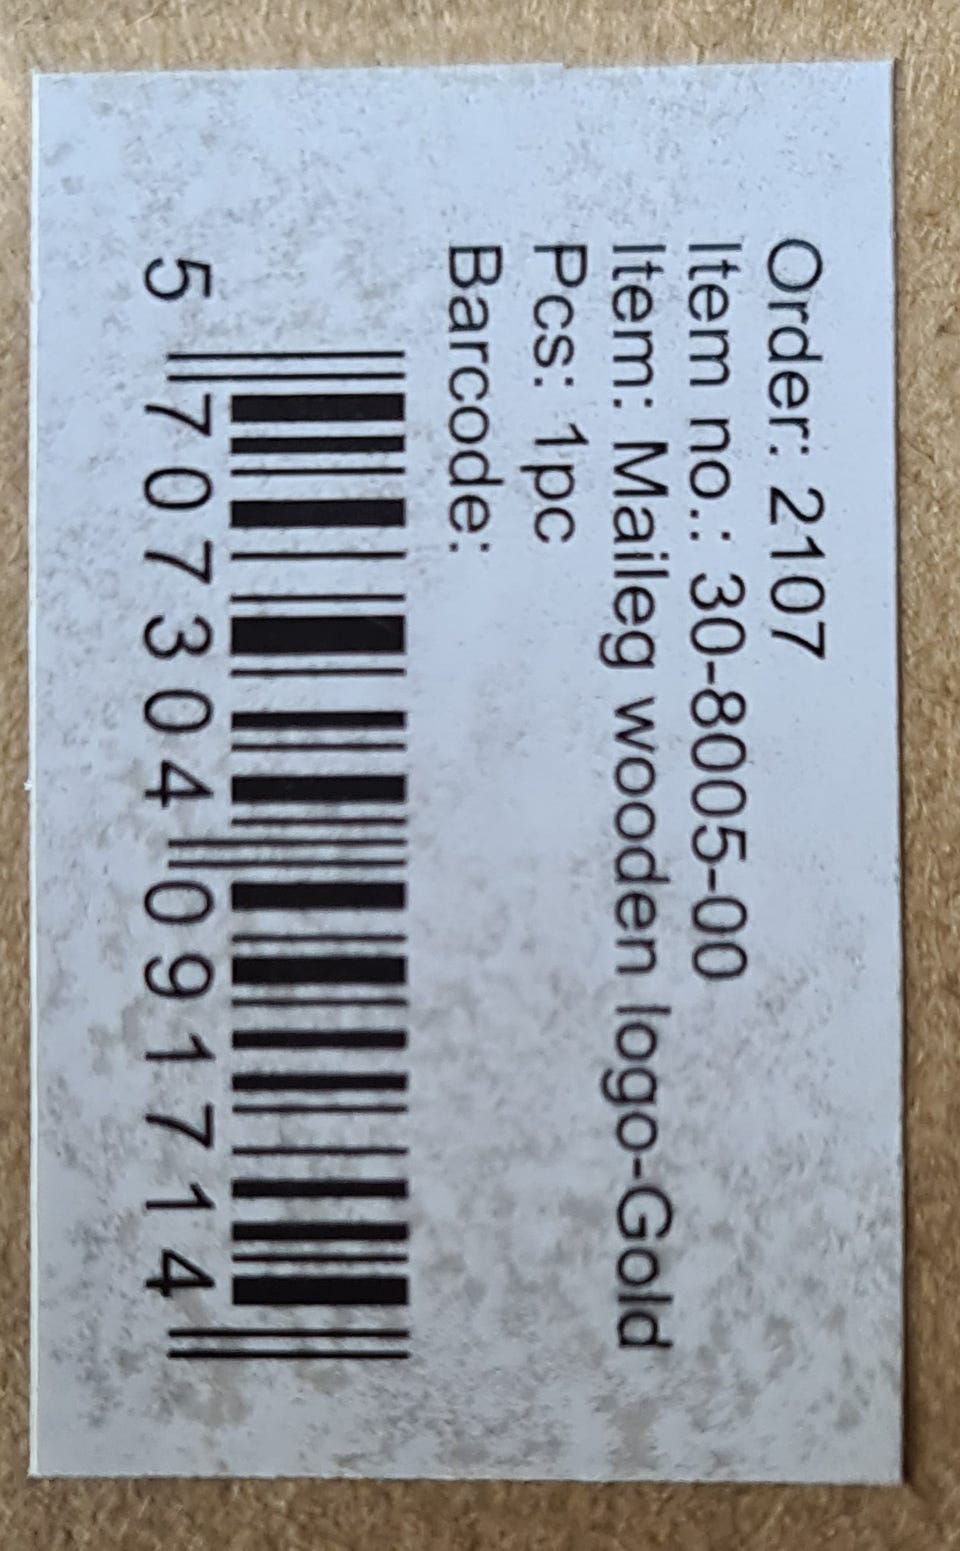 Order: 2107
Item no.: 30-8005-00
Item: Maileg wooden logo-Gold
Pcs: 1pc
Barcode:
5 707304 091714